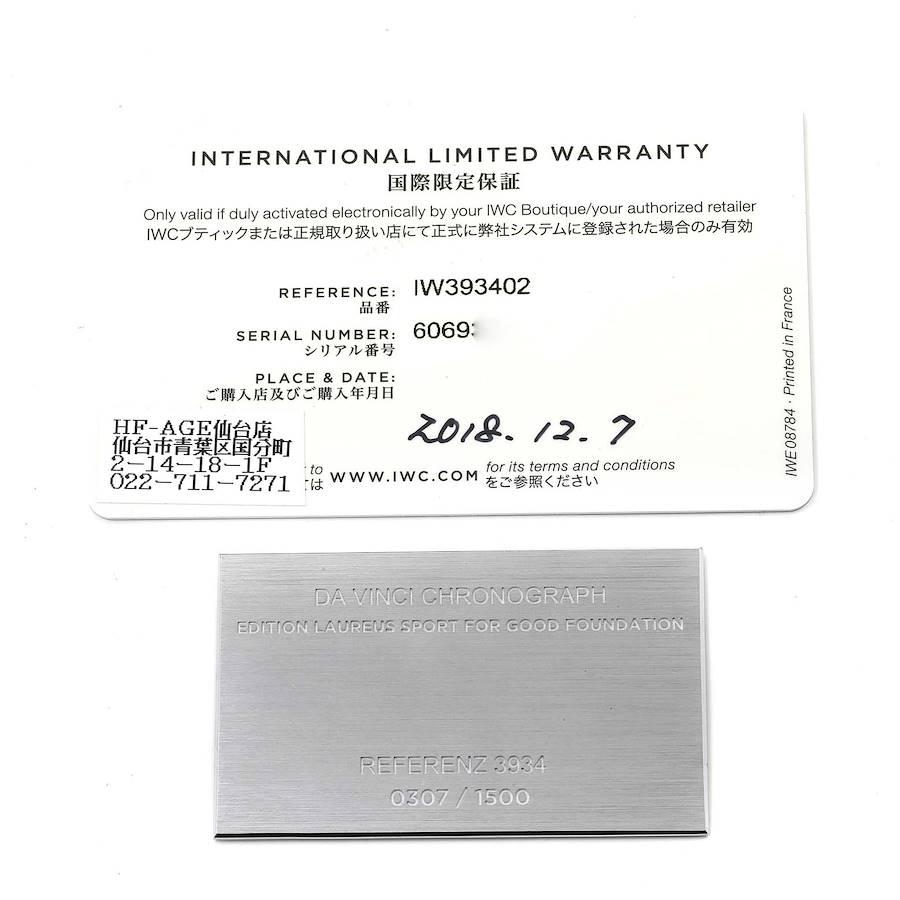 INTERNATIONAL LIMITED WARRANTY
国際限定保証
Only valid if duly activated electronically by your IWC Boutique/your authorized retailer
IWCブティックまたは正規取り扱い店にて正式に弊社システムに登録された場合のみ有効
REFERENCE: IW393402
品番
SERIAL NUMBER: 6069
シリアル番号
PLACE & DATE:
ご購入店及びご購入年月日
2018.12.7
HF-AGE仙台店
仙台市青葉区国分町
2-14-18-1F
022-711-7271
to WWW.IWC.COM for its terms and conditions
は をご参照ください
IWE08784 · Printed in France
DA VINCI CHRONOGRAPH
EDITION LAUREUS SPORT FOR GOOD FOUNDATION
REFERENZ 3934
0307 / 1500